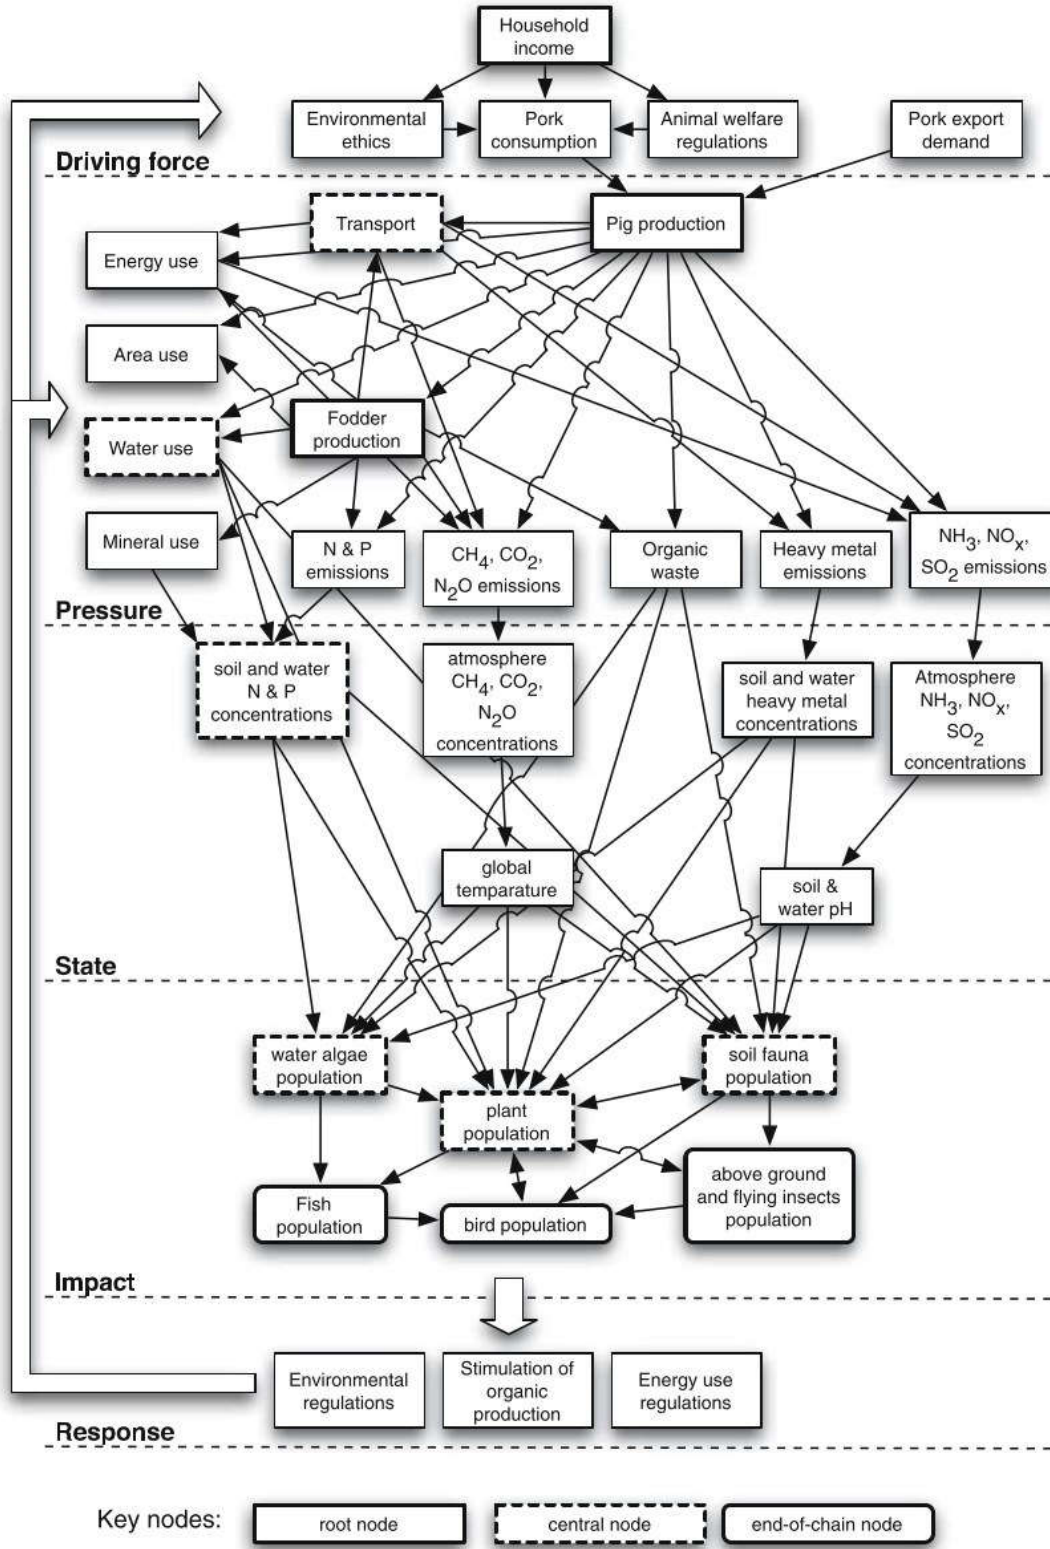 Household
income
Environmental
ethics
Pork
consumption
Animal welfare
regulations
Pork export
demand
Driving force
Transport
Pig production
Energy use
Area use
Fodder
production
Water use
Mineral use
N & P
emissions
CH4, CO2,
N2O emissions
Organic
waste
Heavy metal
emissions
NH3, NOx,
SO2 emissions
Pressure
soil and water
N & P
concentrations
atmosphere
CH4, CO2,
N2O
concentrations
soil and water
heavy metal
concentrations
Atmosphere
NH3, NOx,
SO2
concentrations
global
temparature
soil &
water pH
State
water algae
population
soil fauna
population
plant
population
Fish
population
bird population
above ground
and flying insects
population
Impact
Environmental
regulations
Stimulation of
organic
production
Energy use
regulations
Response
Key nodes:
root node
central node
end-of-chain node